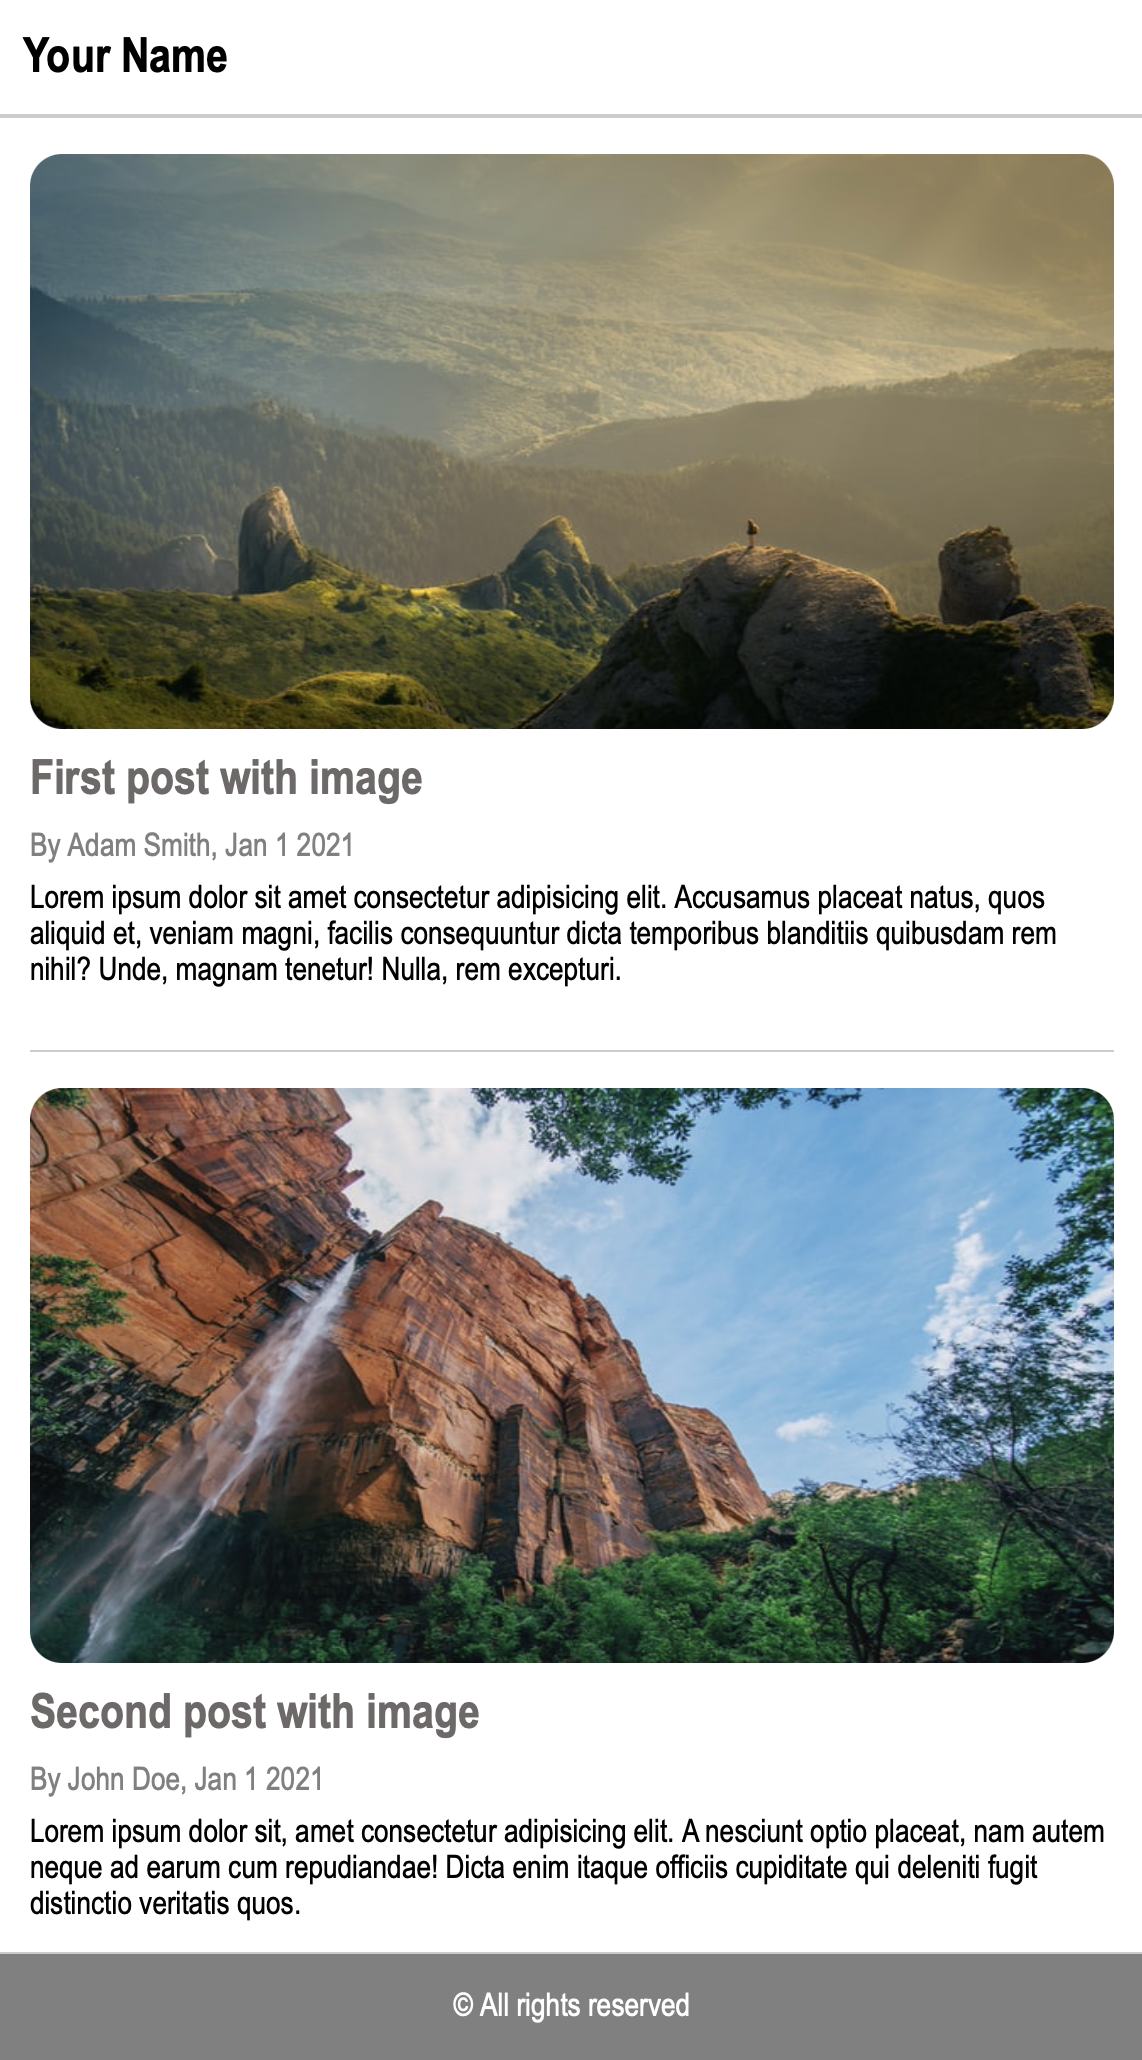 Your Name
First post with image
By Adam Smith, Jan 1 2021
Lorem ipsum dolor sit amet consectetur adipisicing elit. Accusamus placeat natus, quos
aliquid et, veniam magni, facilis consequuntur dicta temporibus blanditiis quibusdam rem
nihil? Unde, magnam tenetur! Nulla, rem excepturi.
Second post with image
By John Doe, Jan 1 2021
Lorem ipsum dolor sit, amet consectetur adipisicing elit. A nesciunt optio placeat, nam autem
neque ad earum cum repudiandae! Dicta enim itaque officiis cupiditate qui deleniti fugit
distinctio veritatis quos.
© All rights reserved